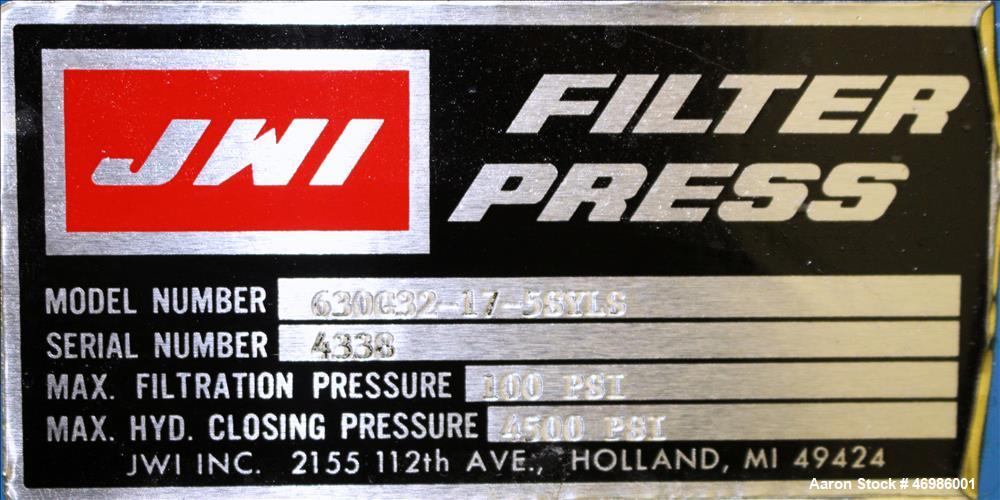 JWI
FILTER
PRESS
MODEL NUMBER 630G32-17-5SYLS
SERIAL NUMBER 4338
MAX. FILTRATION PRESSURE 100 PSI
MAX. HYD. CLOSING PRESSURE 4500 PSI
JWI INC. 2155 112th AVE., HOLLAND, MI 49424
Aaron Stock # 46986001